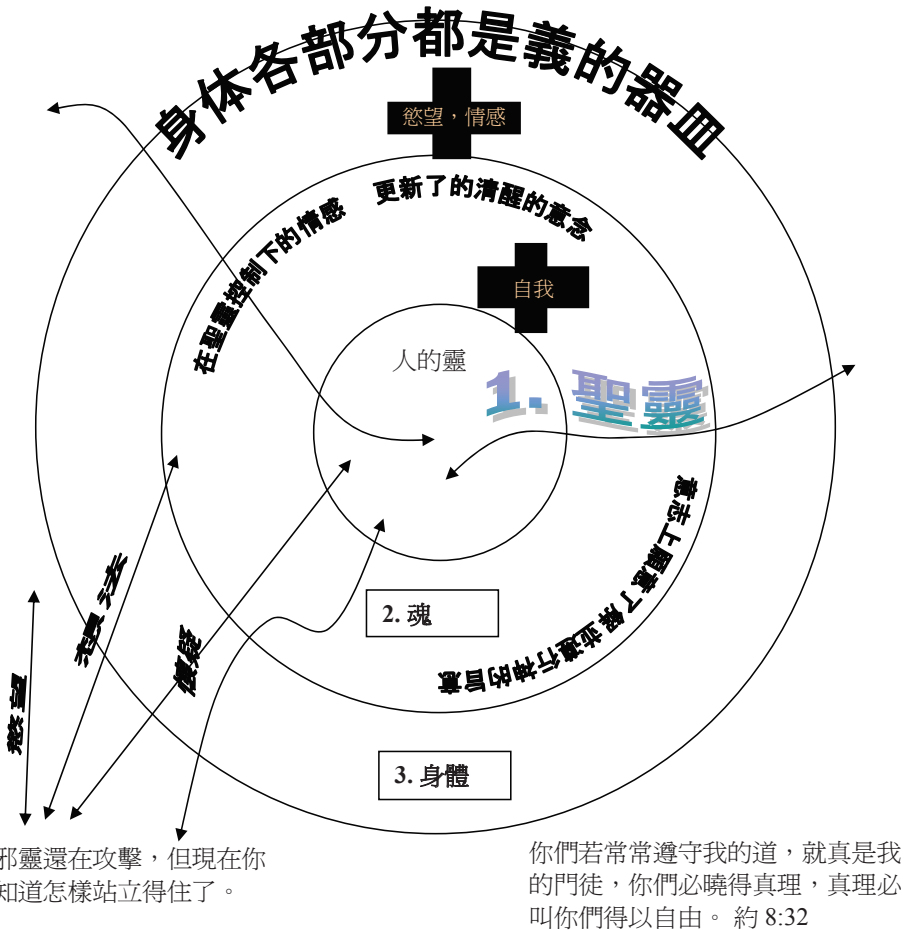 身体各部分都是義的器皿
慾望，情感
在聖靈控制下的情感　更新了的清醒的意念
自我
人的靈
1. 聖靈
意志上願意了解並遵行神的旨意
2. 魂
想法
懷疑
慾望
3. 身體
邪靈還在攻擊，但現在你
知道怎樣站立得住了。
你們若常常遵守我的道，就真是我
的門徒，你們必曉得真理，真理必
叫你們得以自由。 約 8:32